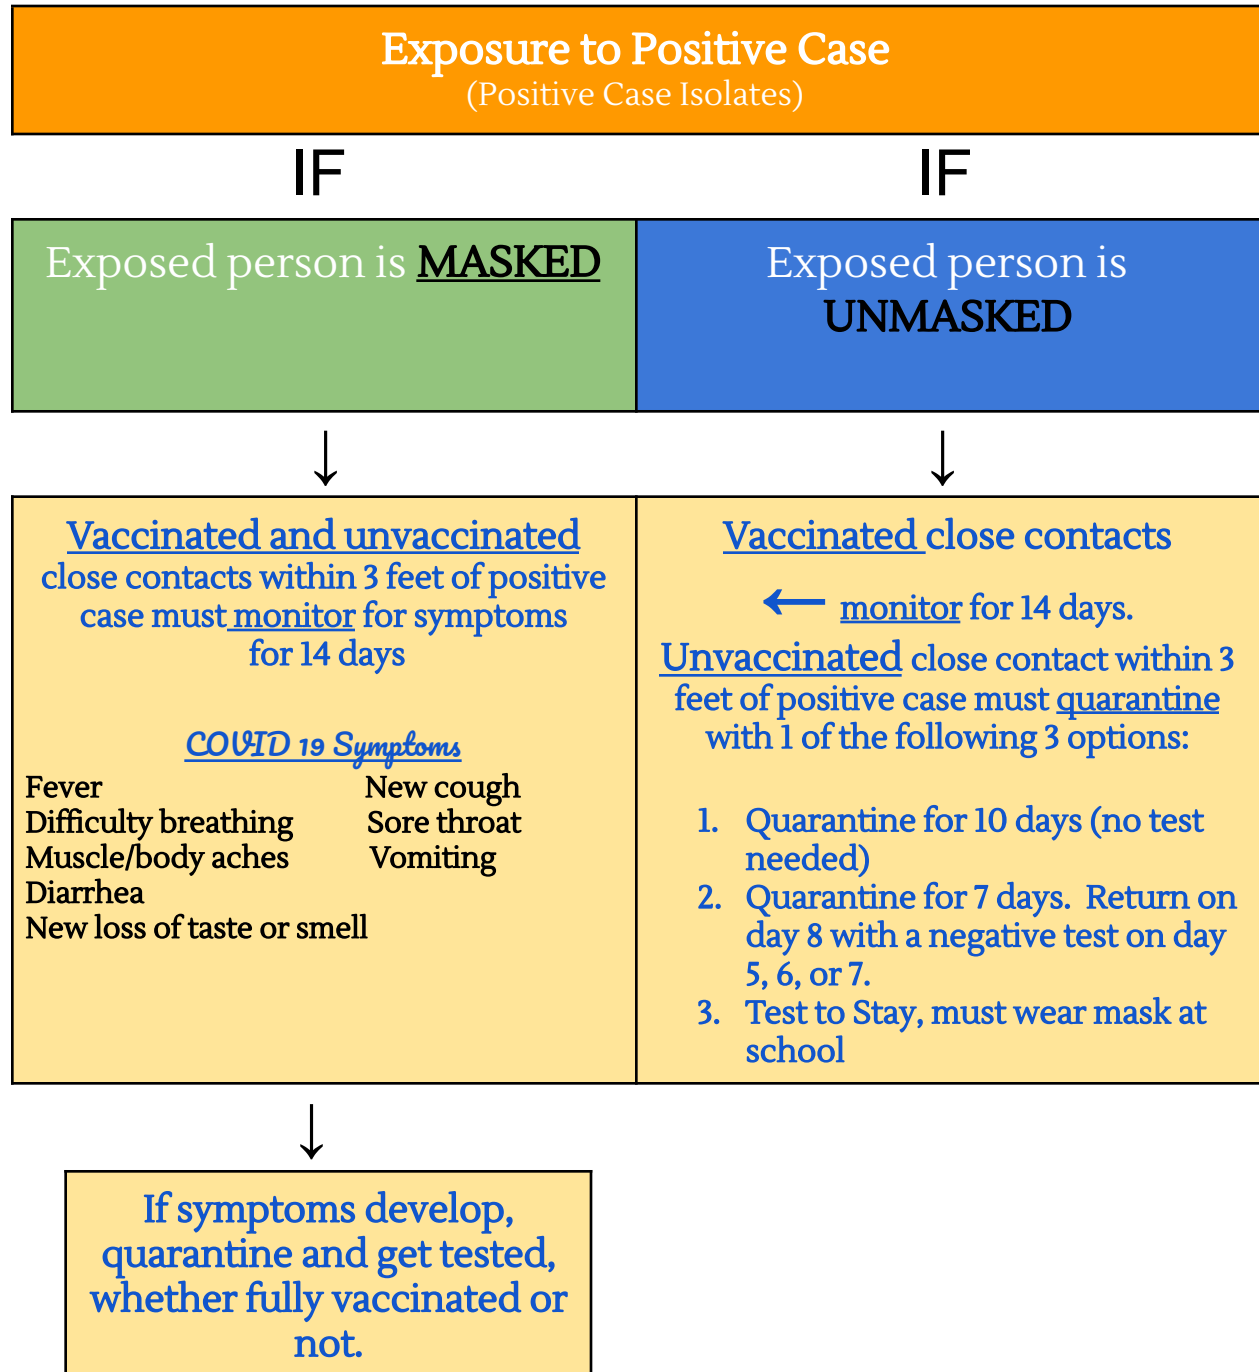 Exposure to Positive Case
(Positive Case Isolates)
IF
IF
Exposed person is MASKED
Exposed person is
UNMASKED
↓
↓
Vaccinated and unvaccinated
close contacts within 3 feet of positive
case must monitor for symptoms
for 14 days
COVID 19 Symptoms
Fever New cough
Difficulty breathing Sore throat
Muscle/body aches Vomiting
Diarrhea
New loss of taste or smell
Vaccinated close contacts
← monitor for 14 days.
Unvaccinated close contact within 3
feet of positive case must quarantine
with 1 of the following 3 options:
1. Quarantine for 10 days (no test
needed)
2. Quarantine for 7 days. Return on
day 8 with a negative test on day
5, 6, or 7.
3. Test to Stay, must wear mask at
school
↓
If symptoms develop,
quarantine and get tested,
whether fully vaccinated or
not.